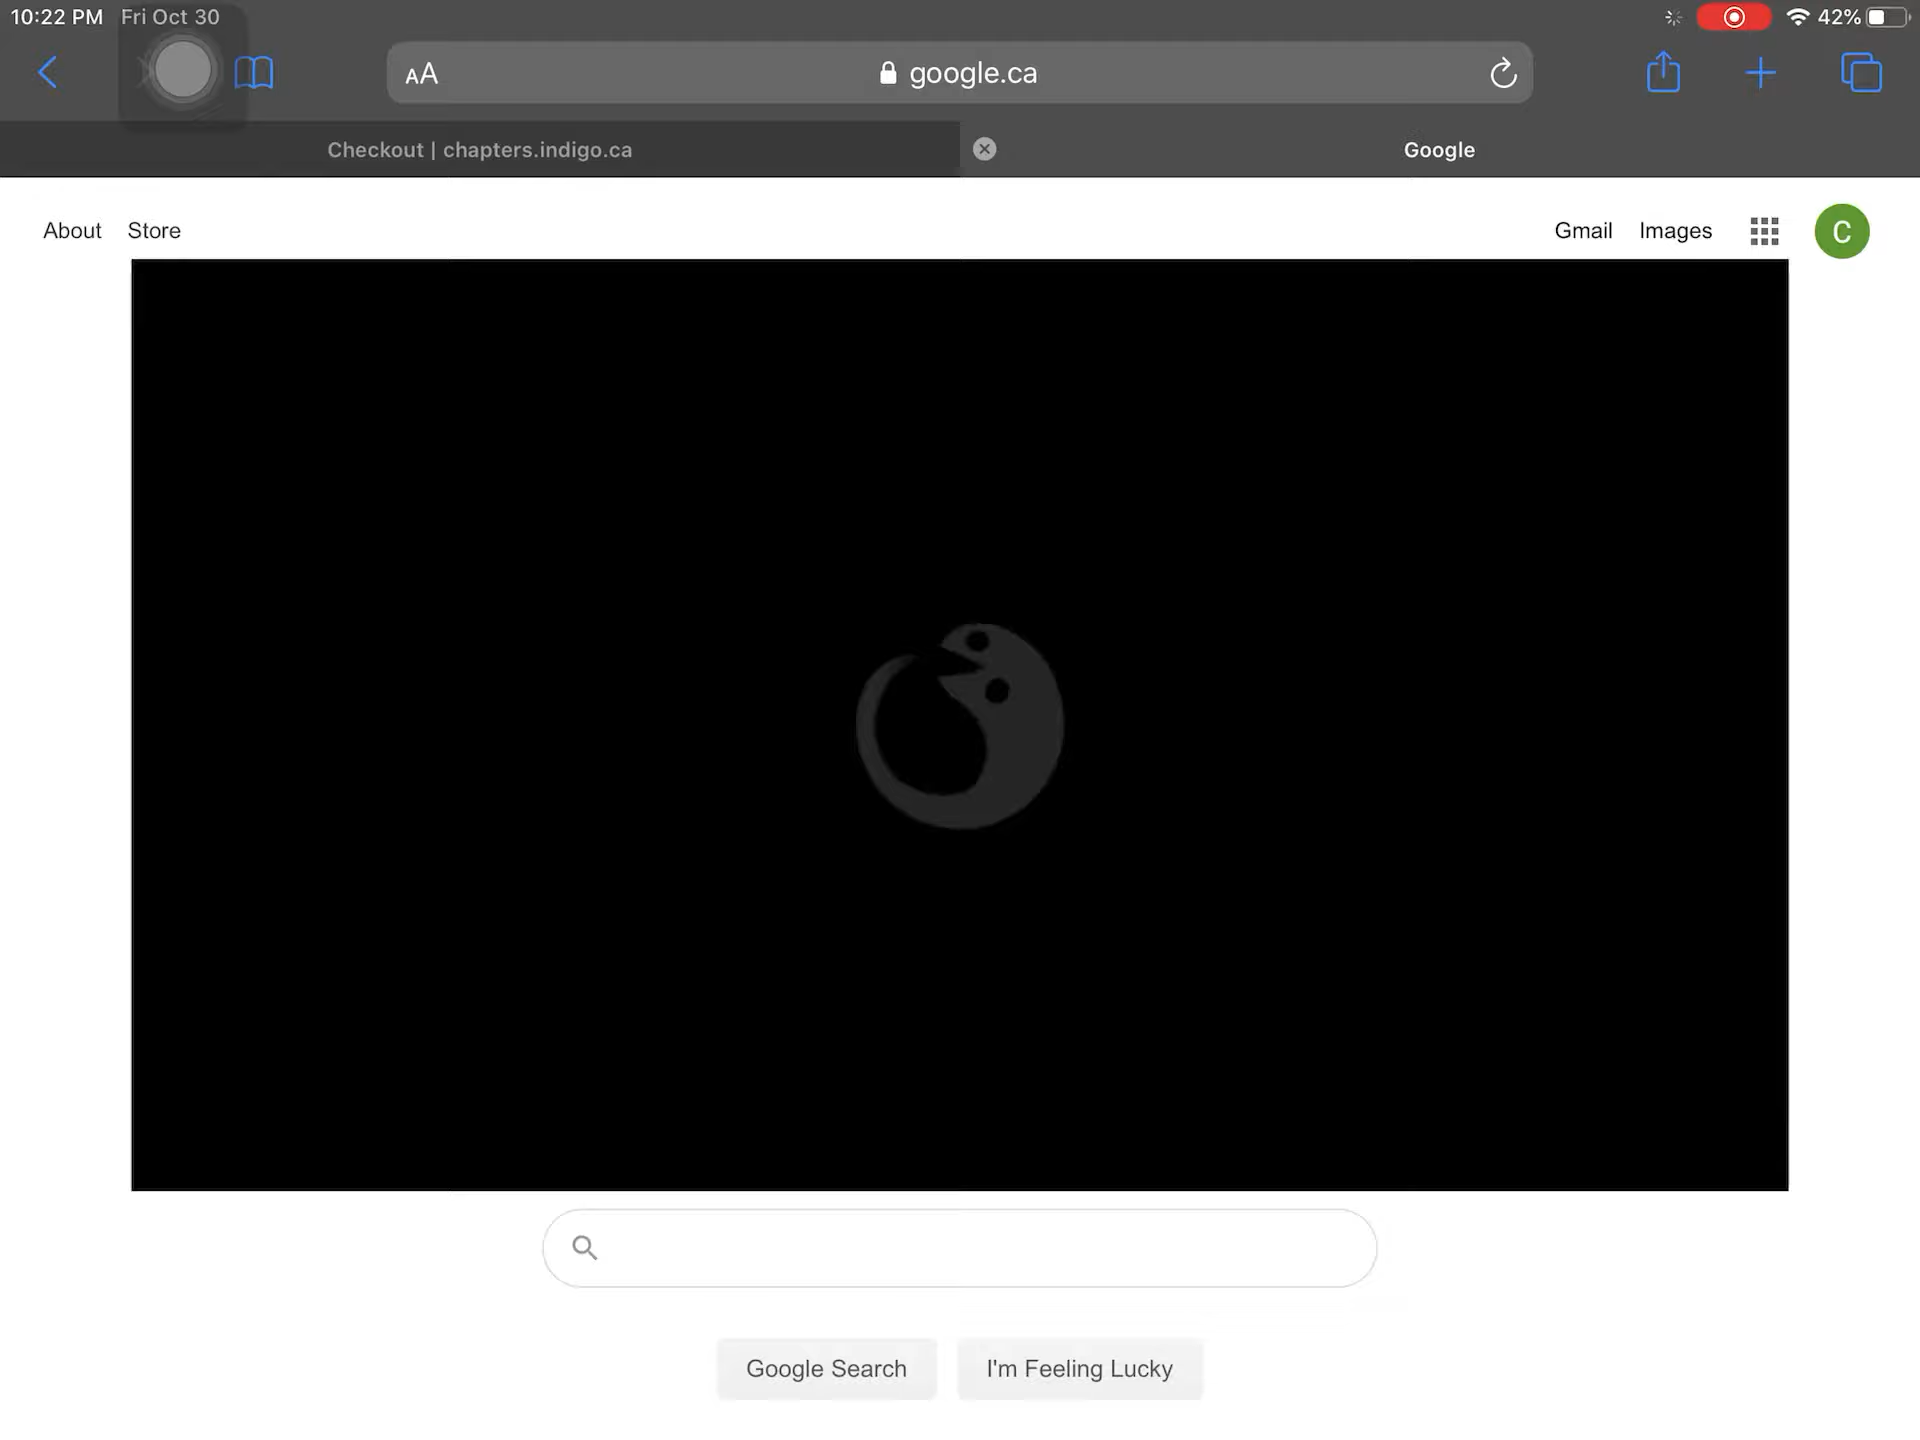 10:22 PM Fri Oct 30 42%
AA google.ca
Checkout | chapters.indigo.ca Google
About Store Gmail Images C
Google Search I'm Feeling Lucky